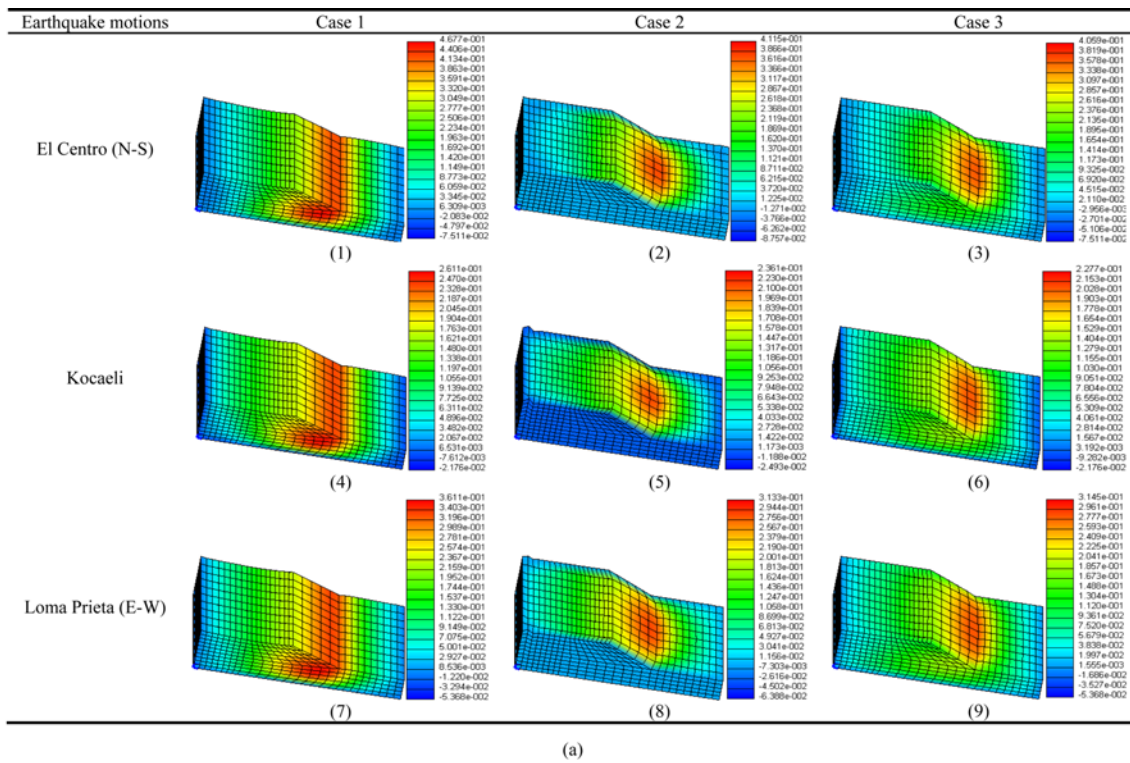 Earthquake motions Case 1 Case 2 Case 3
El Centro (N-S)
4.677e-001
4.406e-001
4.134e-001
3.863e-001
3.591e-001
3.320e-001
3.049e-001
2.777e-001
2.506e-001
2.234e-001
1.963e-001
1.692e-001
1.420e-001
1.149e-001
8.773e-002
6.059e-002
3.345e-002
6.309e-003
-2.083e-002
-4.797e-002
-7.511e-002
(1)
4.115e-001
3.866e-001
3.616e-001
3.366e-001
3.117e-001
2.867e-001
2.618e-001
2.368e-001
2.119e-001
1.869e-001
1.620e-001
1.370e-001
1.121e-001
8.711e-002
6.215e-002
3.720e-002
1.225e-002
-1.271e-002
-3.766e-002
-6.262e-002
-8.757e-002
(2)
4.059e-001
3.819e-001
3.578e-001
3.338e-001
3.097e-001
2.857e-001
2.616e-001
2.376e-001
2.135e-001
1.895e-001
1.654e-001
1.414e-001
1.173e-001
9.325e-002
6.920e-002
4.515e-002
2.110e-002
-2.956e-003
-2.701e-002
-5.106e-002
-7.511e-002
(3)
Kocaeli
2.611e-001
2.470e-001
2.328e-001
2.187e-001
2.045e-001
1.904e-001
1.763e-001
1.621e-001
1.480e-001
1.338e-001
1.197e-001
1.055e-001
9.139e-002
7.725e-002
6.311e-002
4.896e-002
3.482e-002
2.067e-002
6.531e-003
-7.612e-003
-2.176e-002
(4)
2.361e-001
2.230e-001
2.100e-001
1.969e-001
1.839e-001
1.708e-001
1.578e-001
1.447e-001
1.317e-001
1.186e-001
1.056e-001
9.253e-002
7.948e-002
6.643e-002
5.338e-002
4.033e-002
2.728e-002
1.422e-002
1.173e-003
-1.188e-002
-2.493e-002
(5)
2.277e-001
2.153e-001
2.028e-001
1.903e-001
1.778e-001
1.654e-001
1.529e-001
1.404e-001
1.279e-001
1.155e-001
1.030e-001
9.051e-002
7.804e-002
6.556e-002
5.309e-002
4.061e-002
2.814e-002
1.567e-002
3.192e-003
-9.282e-003
-2.176e-002
(6)
Loma Prieta (E-W)
3.611e-001
3.403e-001
3.196e-001
2.989e-001
2.781e-001
2.574e-001
2.367e-001
2.159e-001
1.952e-001
1.744e-001
1.537e-001
1.330e-001
1.122e-001
9.149e-002
7.075e-002
5.001e-002
2.927e-002
8.536e-003
-1.220e-002
-3.294e-002
-5.368e-002
(7)
3.133e-001
2.944e-001
2.756e-001
2.567e-001
2.379e-001
2.190e-001
2.001e-001
1.813e-001
1.624e-001
1.436e-001
1.247e-001
1.058e-001
8.699e-002
6.813e-002
4.927e-002
3.041e-002
1.156e-002
-7.303e-003
-2.616e-002
-4.502e-002
-6.388e-002
(8)
3.145e-001
2.961e-001
2.777e-001
2.593e-001
2.409e-001
2.225e-001
2.041e-001
1.857e-001
1.673e-001
1.488e-001
1.304e-001
1.120e-001
9.361e-002
7.520e-002
5.679e-002
3.838e-002
1.997e-002
1.555e-003
-1.686e-002
-3.527e-002
-5.368e-002
(9)
(a)